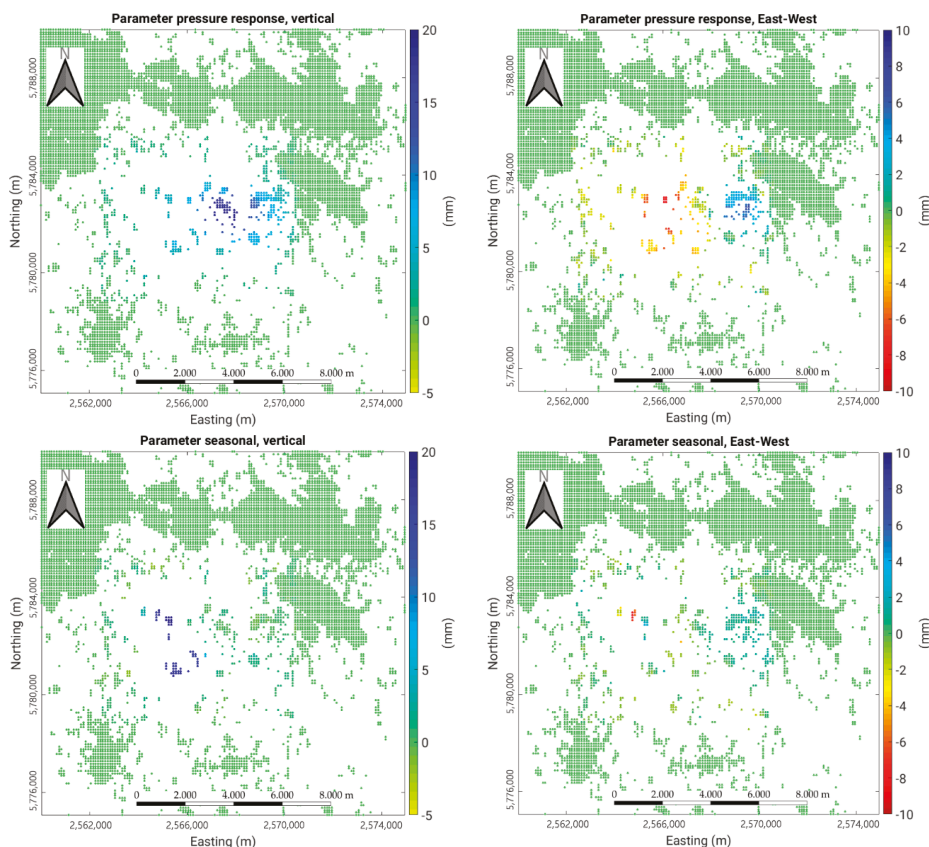 Parameter pressure response, vertical
N
5,788,000
5,784,000
5,780,000
5,776,000
Northing (m)
0 2.000 4.000 6.000 8.000 m
2,562,000 2,566,000 2,570,000 2,574,000
Easting (m)
20
15
10
5
0
-5
(mm)
Parameter pressure response, East-West
N
5,788,000
5,784,000
5,780,000
5,776,000
Northing (m)
0 2.000 4.000 6.000 8.000 m
2,562,000 2,566,000 2,570,000 2,574,000
Easting (m)
10
8
6
4
2
0
-2
-4
-6
-8
-10
(mm)
Parameter seasonal, vertical
N
5,788,000
5,784,000
5,780,000
5,776,000
Northing (m)
0 2.000 4.000 6.000 8.000 m
2,562,000 2,566,000 2,570,000 2,574,000
Easting (m)
20
15
10
5
0
-5
(mm)
Parameter seasonal, East-West
N
5,788,000
5,784,000
5,780,000
5,776,000
Northing (m)
0 2.000 4.000 6.000 8.000 m
2,562,000 2,566,000 2,570,000 2,574,000
Easting (m)
10
8
6
4
2
0
-2
-4
-6
-8
-10
(mm)